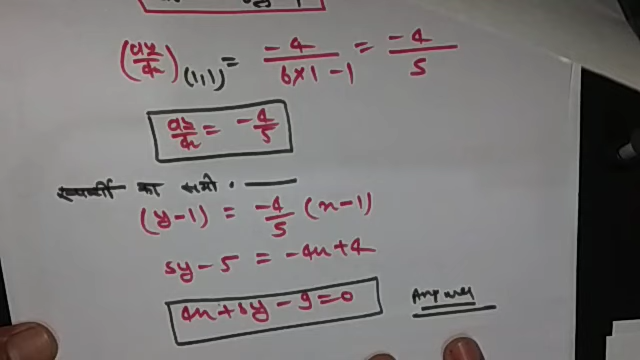 (dy/dx)(1,1) = -4/(6×1-1) = -4/5
dy/dx = -4/5
स्पर्शी का समी.
(y-1) = -4/5 (x-1)
5y-5 = -4x+4
4x+5y-9=0 Answer